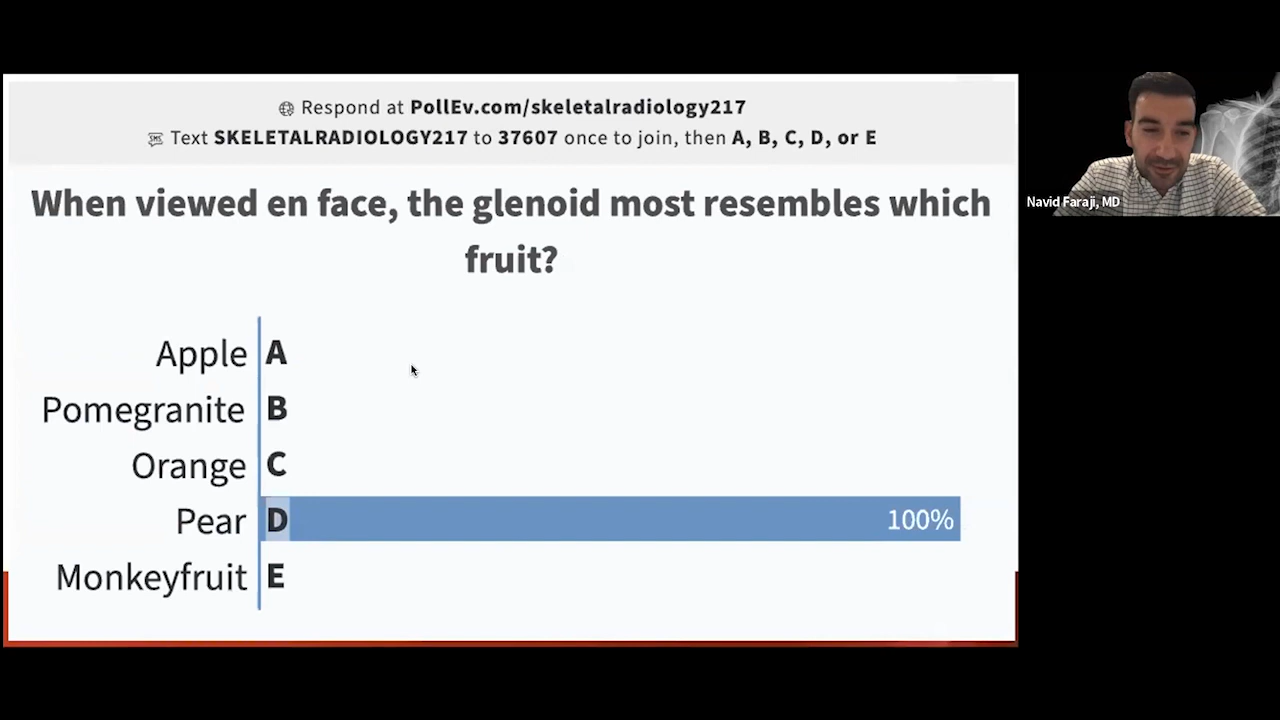 Respond at PollEv.com/skeletalradiology217
Text SKELETALRADIOLOGY217 to 37607 once to join, then A, B, C, D, or E
When viewed en face, the glenoid most resembles which
fruit?
Apple A
Pomegranite B
Orange C
Pear D 100%
Monkeyfruit E
Navid Faraji, MD